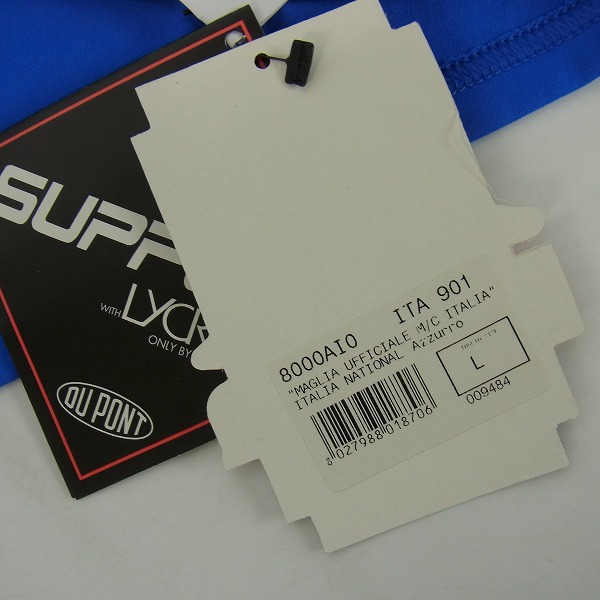 SUPP
WITH LYCR
ONLY BY
DU PONT
8000AI0 ITA 901
"MAGLIA UFFICIALE M/C ITALIA"
ITALIA NATIONAL Azzurro
L
009484
8 027988 018706